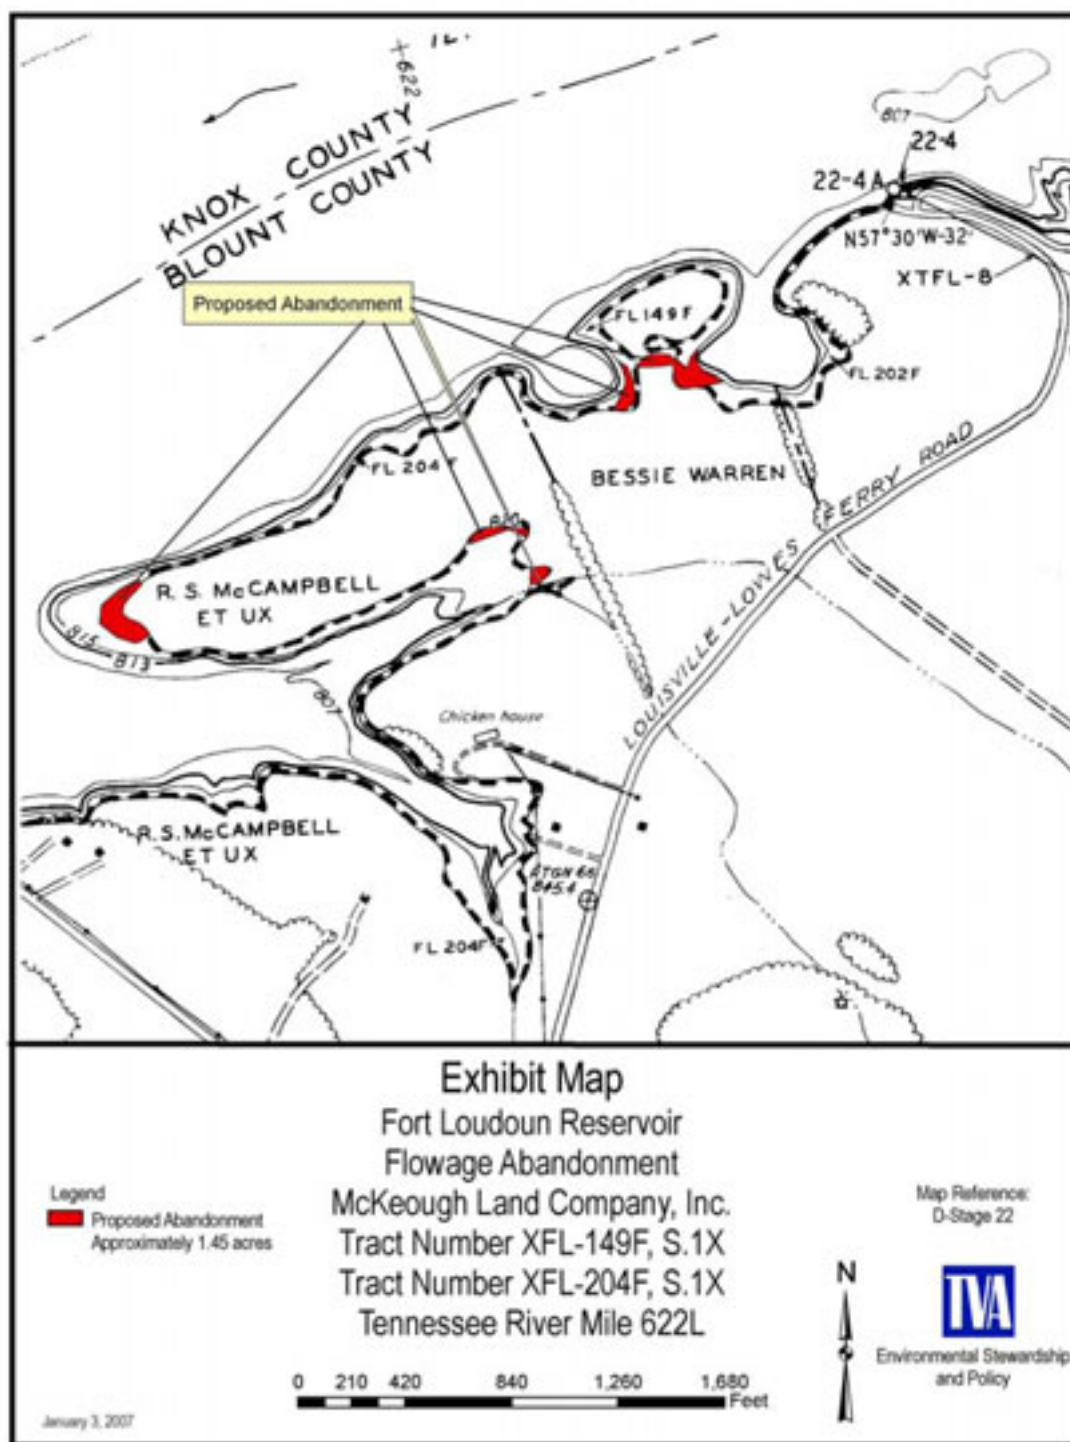 622
KNOX COUNTY
BLOUNT COUNTY
807
22-4
22-4A
N57°30'W-32'
XTFL-8
Proposed Abandonment
FL 149 F
FL 202 F
FL 204 F
BESSIE WARREN
LOUISVILLE-LOWES FERRY ROAD
810
R. S. McCAMPBELL
ET UX
815
813
807
Chicken house
R. S. McCAMPBELL
ET UX
ATGN 66
845.4
FL 204F
Exhibit Map
Fort Loudoun Reservoir
Flowage Abandonment
McKeough Land Company, Inc.
Tract Number XFL-149F, S.1X
Tract Number XFL-204F, S.1X
Tennessee River Mile 622L
Legend
Proposed Abandonment
Approximately 1.45 acres
Map Reference:
D-Stage 22
N
TVA
Environmental Stewardship
and Policy
0 210 420 840 1,260 1,680
Feet
January 3, 2007